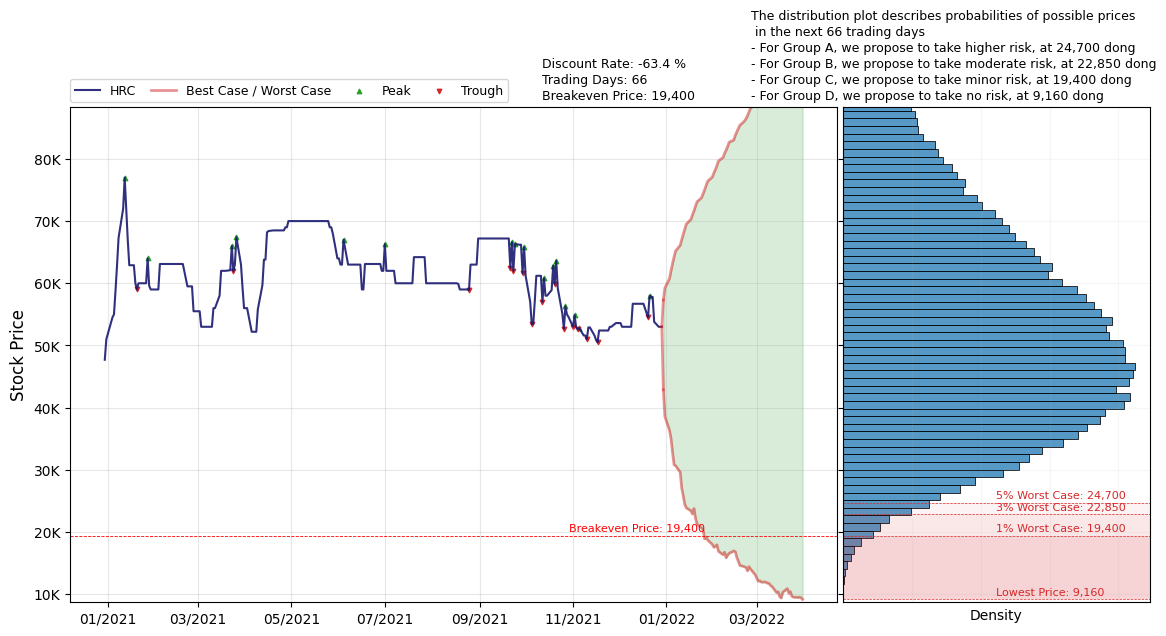 The distribution plot describes probabilities of possible prices
in the next 66 trading days
- For Group A, we propose to take higher risk, at 24,700 dong
- For Group B, we propose to take moderate risk, at 22,850 dong
- For Group C, we propose to take minor risk, at 19,400 dong
- For Group D, we propose to take no risk, at 9,160 dong
Discount Rate: -63.4 %
Trading Days: 66
Breakeven Price: 19,400
HRC Best Case / Worst Case Peak Trough
Stock Price
80K
70K
60K
50K
40K
30K
20K
10K
Breakeven Price: 19,400
01/2021 03/2021 05/2021 07/2021 09/2021 11/2021 01/2022 03/2022
5% Worst Case: 24,700
3% Worst Case: 22,850
1% Worst Case: 19,400
Lowest Price: 9,160
Density